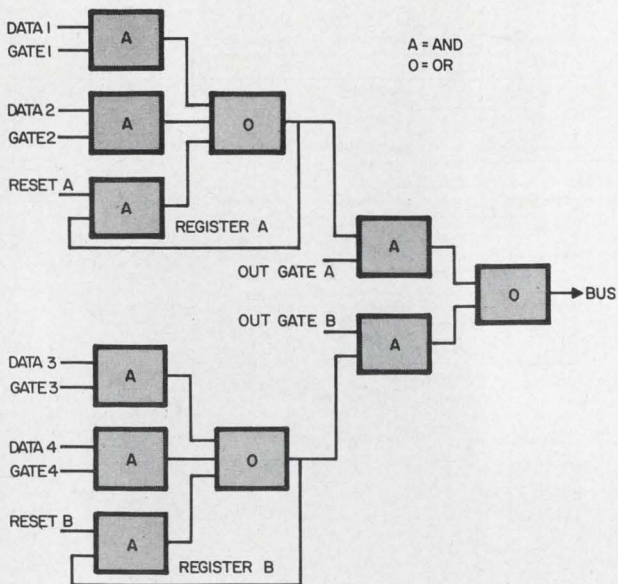 DATA 1
GATE 1
A
A = AND
O = OR
DATA 2
GATE 2
A
O
RESET A
A
REGISTER A
A
OUT GATE A
O
BUS
OUT GATE B
A
DATA 3
GATE 3
A
DATA 4
GATE 4
A
O
RESET B
A
REGISTER B